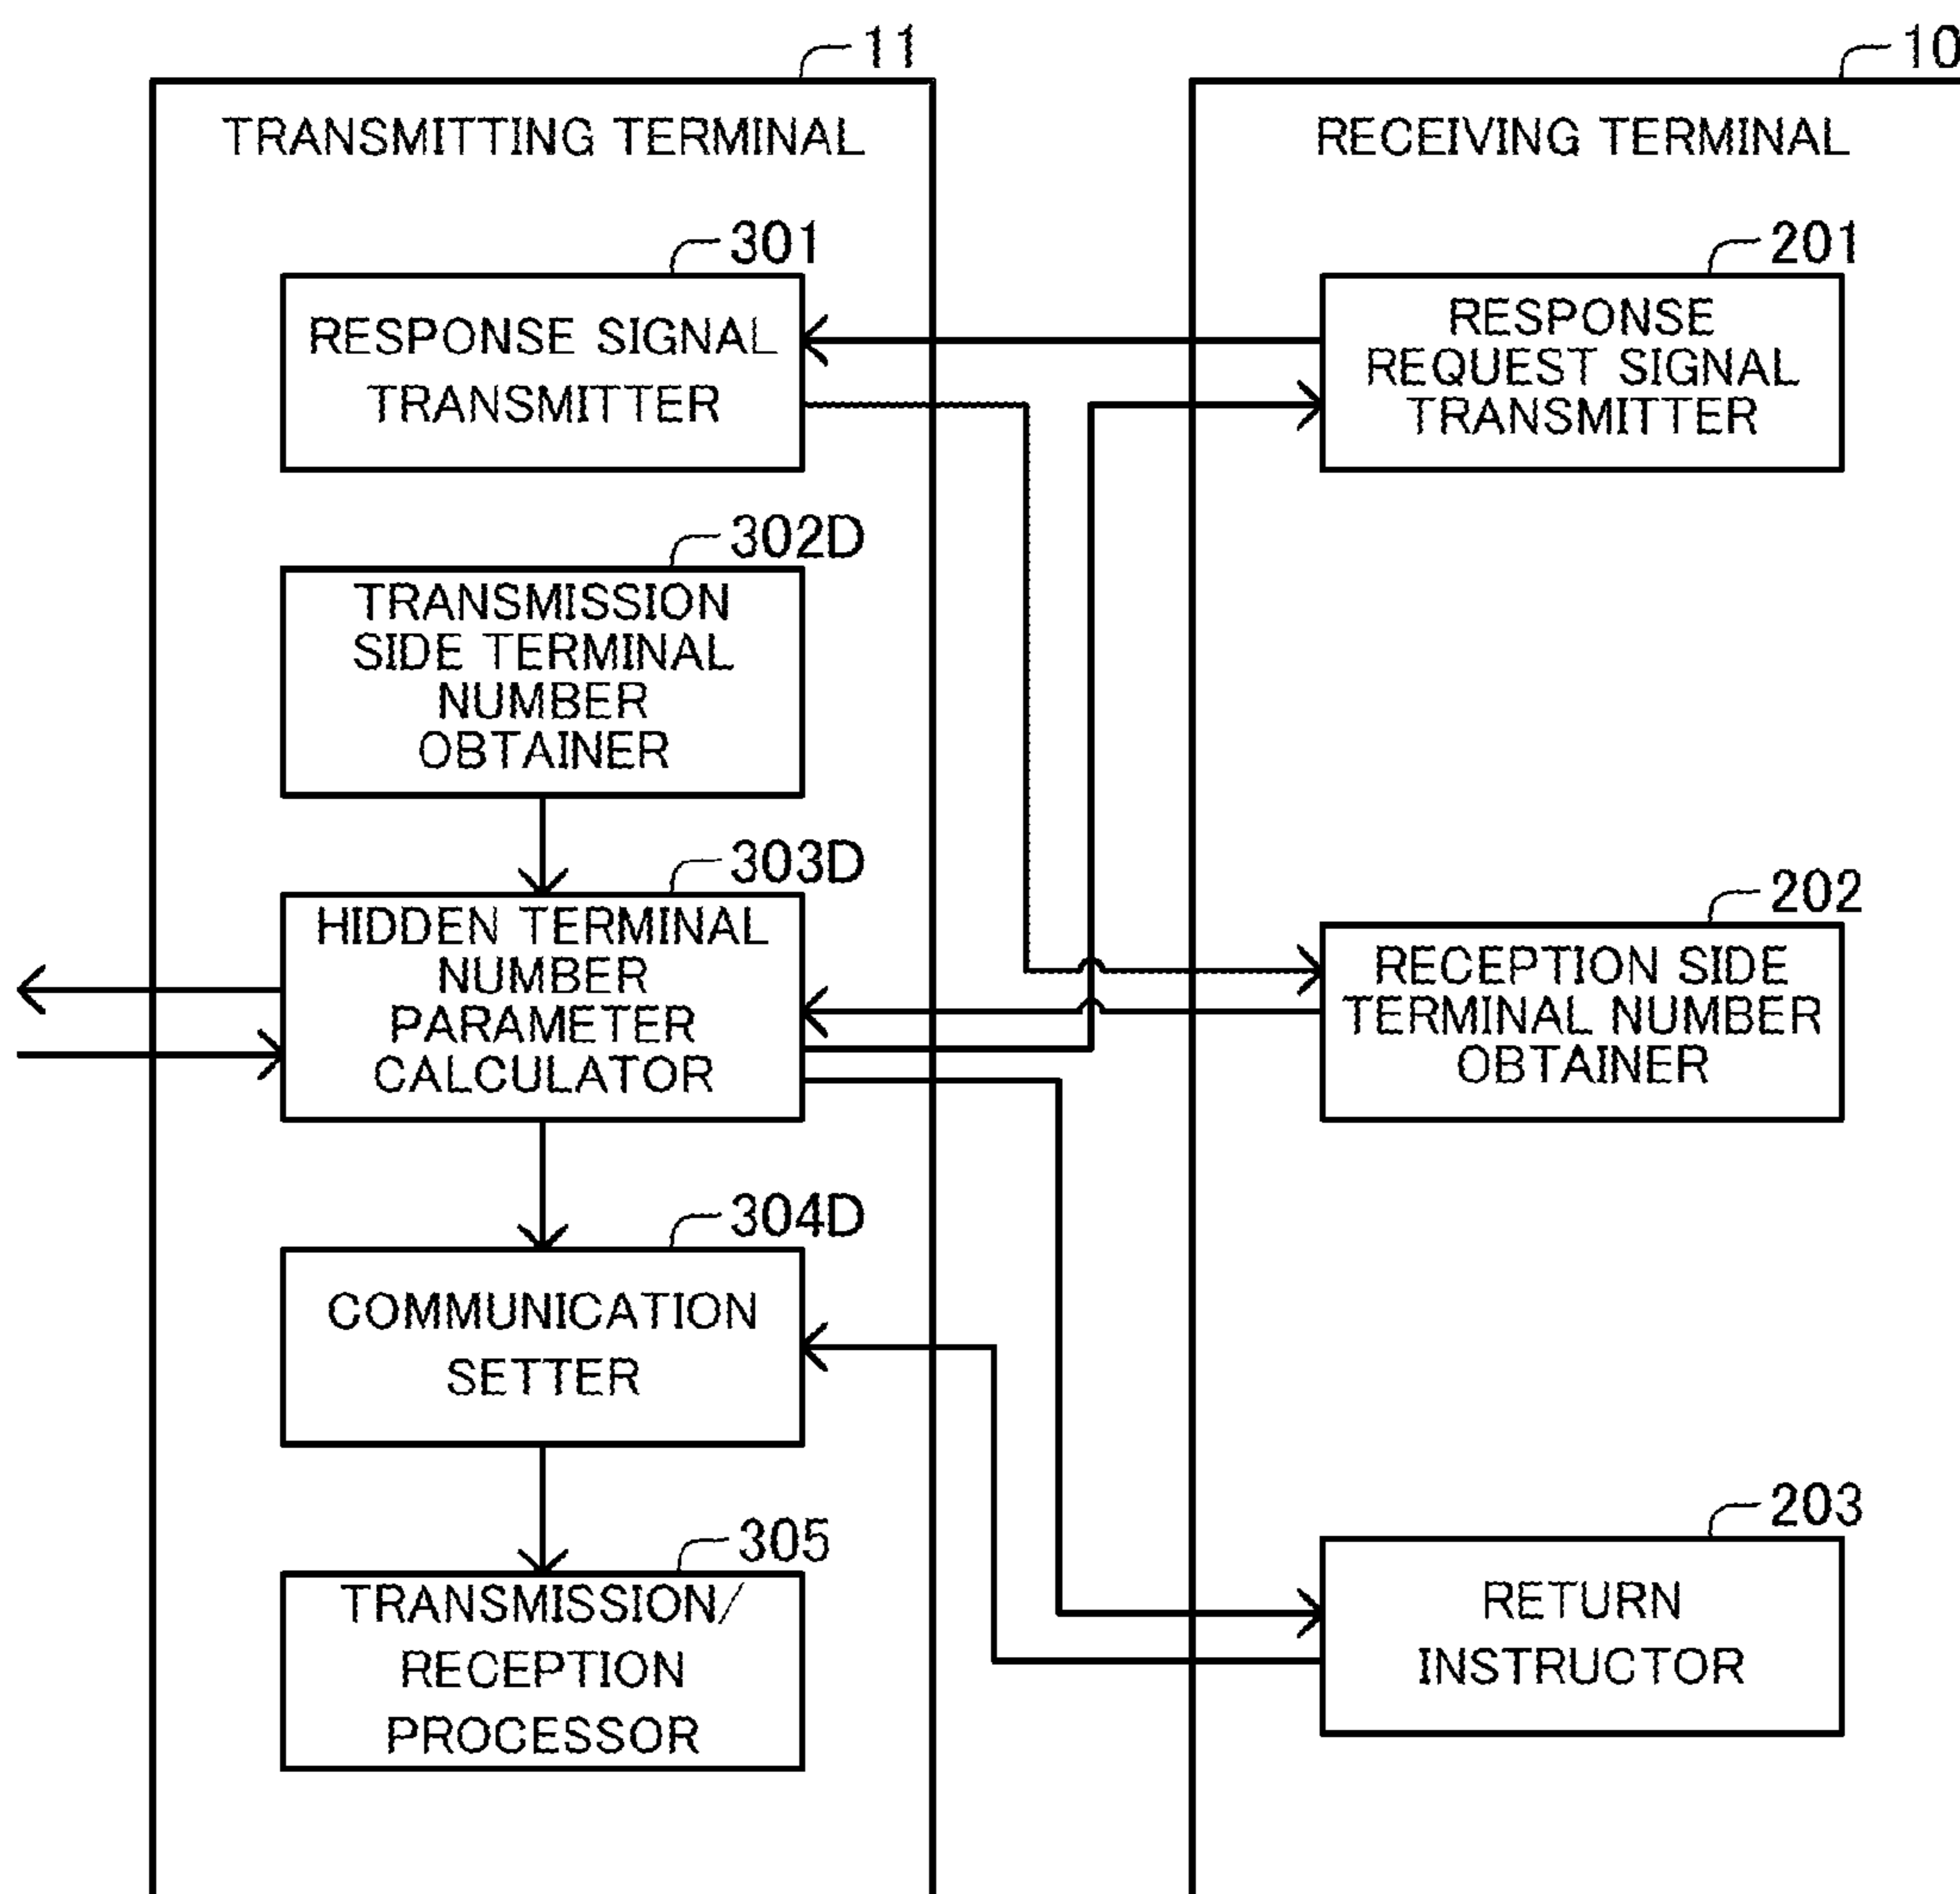 11
10
TRANSMITTING TERMINAL
RECEIVING TERMINAL
301
RESPONSE SIGNAL
TRANSMITTER
201
RESPONSE
REQUEST SIGNAL
TRANSMITTER
302D
TRANSMISSION
SIDE TERMINAL
NUMBER
OBTAINER
303D
HIDDEN TERMINAL
NUMBER
PARAMETER
CALCULATOR
202
RECEPTION SIDE
TERMINAL NUMBER
OBTAINER
304D
COMMUNICATION
SETTER
203
RETURN
INSTRUCTOR
305
TRANSMISSION/
RECEPTION
PROCESSOR